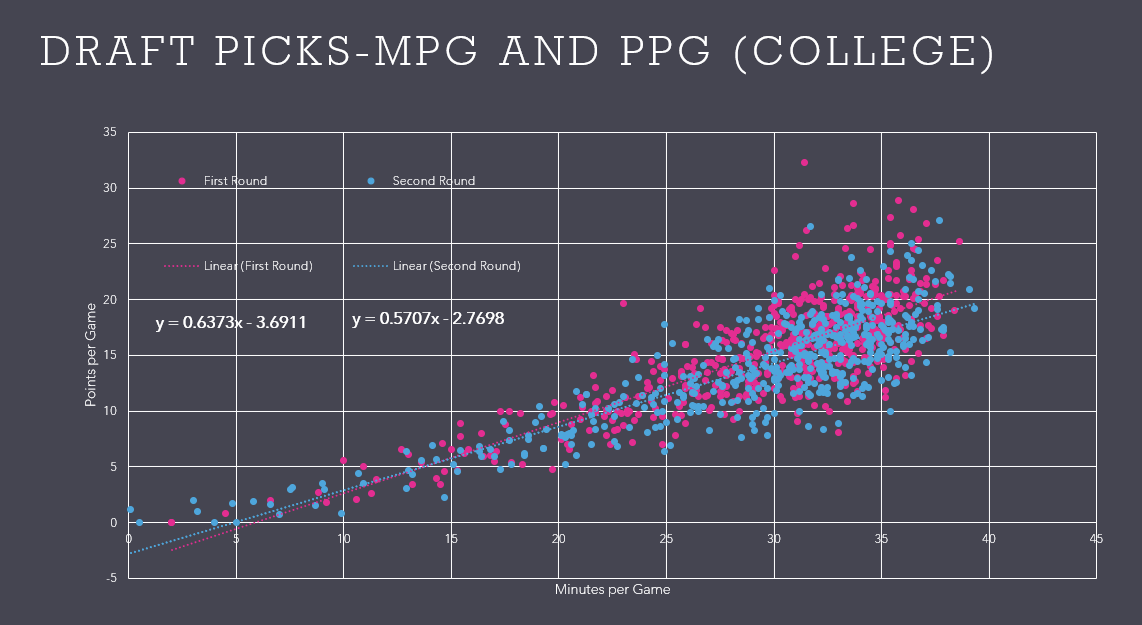 DRAFT PICKS-MPG AND PPG (COLLEGE)
35
First Round Second Round
30
25
Linear (First Round) Linear (Second Round)
20
y = 0.6373x - 3.6911 y = 0.5707x - 2.7698
Points per Game
15
10
5
0
0 5 10 15 20 25 30 35 40 45
-5
Minutes per Game